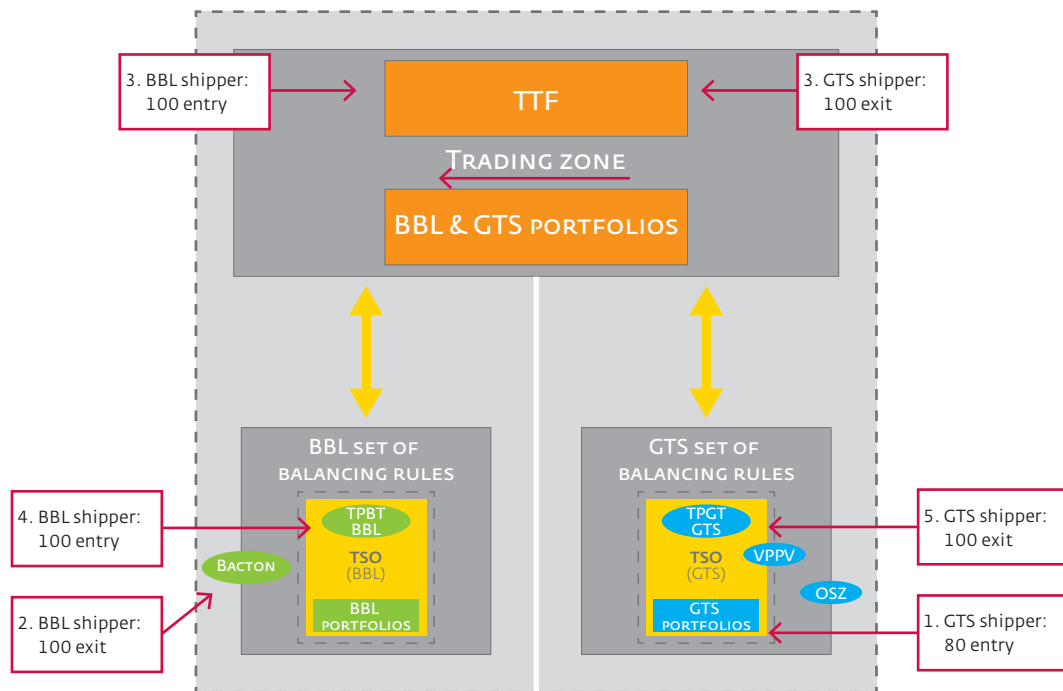 3. BBL shipper:
100 entry
TTF
3. GTS shipper:
100 exit
Trading zone
BBL & GTS portfolios
BBL set of
balancing rules
GTS set of
balancing rules
4. BBL shipper:
100 entry
TPBT
BBL
TSO
(BBL)
Bacton
BBL
portfolios
2. BBL shipper:
100 exit
TPGT
GTS
TSO
(GTS)
VPPV
OSZ
GTS
portfolios
5. GTS shipper:
100 exit
1. GTS shipper:
80 entry